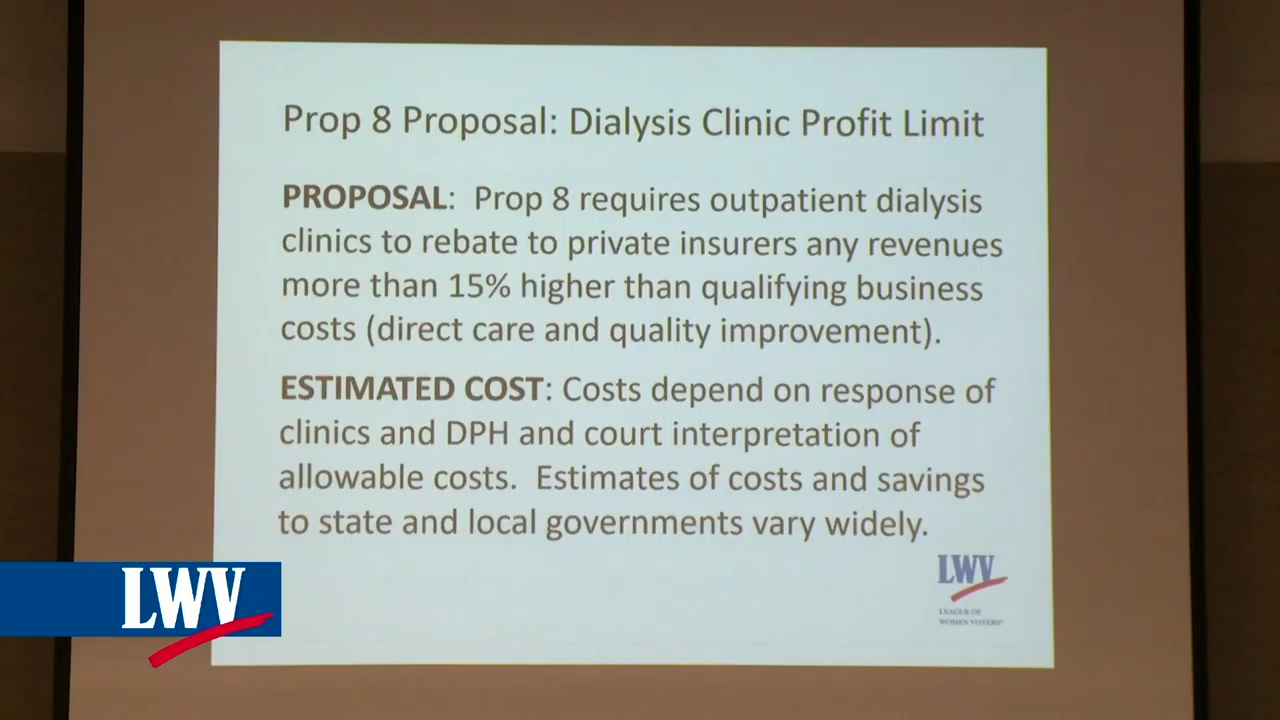 Prop 8 Proposal: Dialysis Clinic Profit Limit
PROPOSAL: Prop 8 requires outpatient dialysis
clinics to rebate to private insurers any revenues
more than 15% higher than qualifying business
costs (direct care and quality improvement).
ESTIMATED COST: Costs depend on response of
clinics and DPH and court interpretation of
allowable costs. Estimates of costs and savings
to state and local governments vary widely.
LWV
LEAGUE OF
WOMEN VOTERS®
LWV